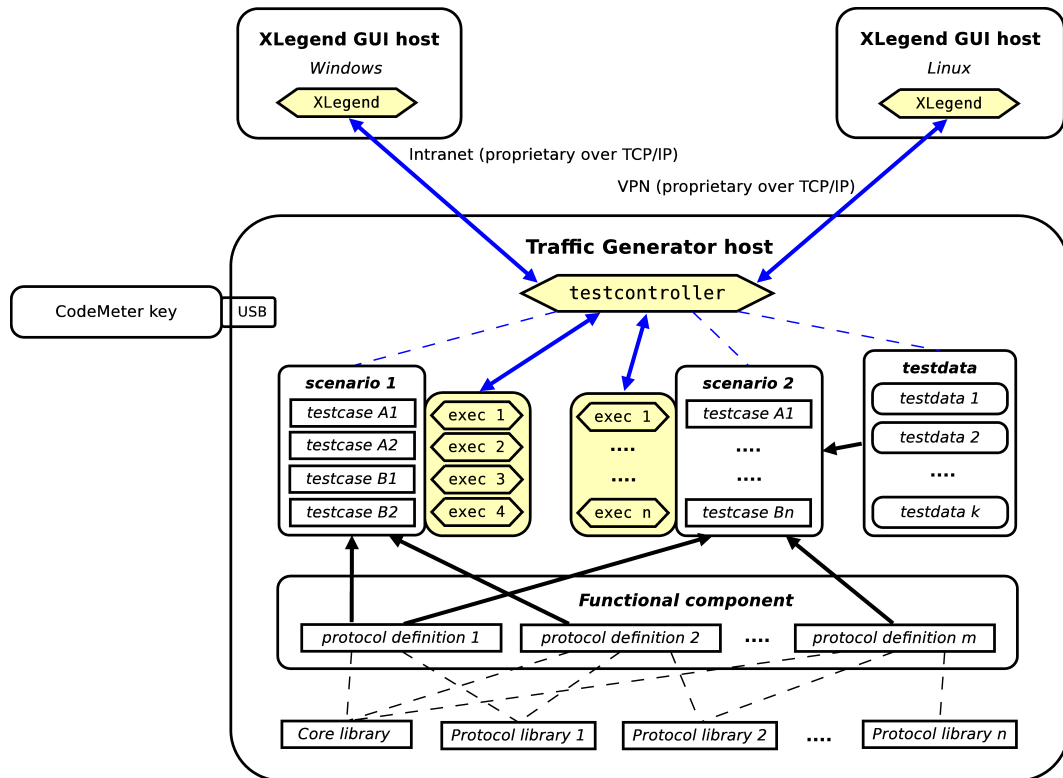 XLegend GUI host
Windows
XLegend
XLegend GUI host
Linux
XLegend
Intranet (proprietary over TCP/IP)
VPN (proprietary over TCP/IP)
Traffic Generator host
testcontroller
CodeMeter key
USB
scenario 1
testcase A1
testcase A2
testcase B1
testcase B2
exec 1
exec 2
exec 3
exec 4
exec 1
....
....
exec n
scenario 2
testcase A1
....
....
testcase Bn
testdata
testdata 1
testdata 2
....
testdata k
Functional component
protocol definition 1
protocol definition 2
....
protocol definition m
Core library
Protocol library 1
Protocol library 2
....
Protocol library n